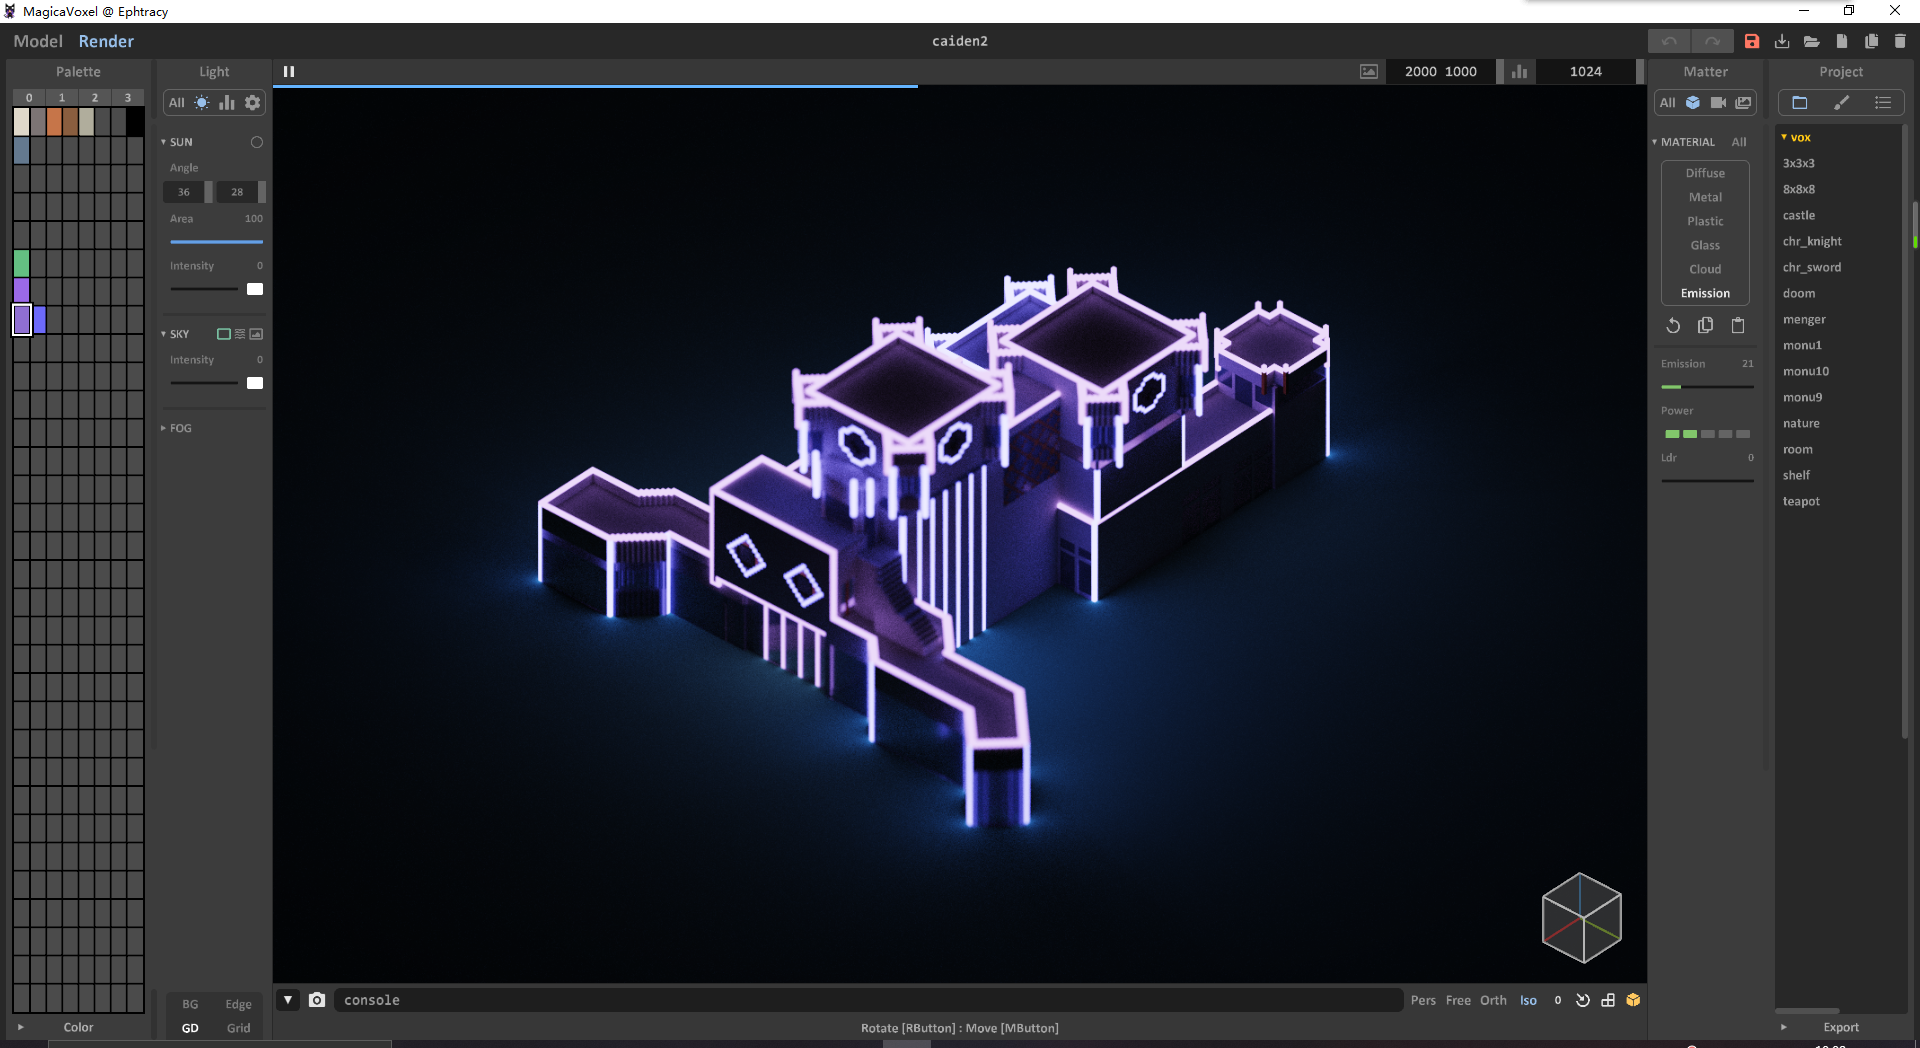 MagicaVoxel @ Ephtracy
Model Render
caiden2
Palette
0 1 2 3
Color
Light
All
SUN
Angle
36 28
Area 100
Intensity 0
SKY
Intensity 0
FOG
BG Edge
GD Grid
2000 1000
1024
console
Pers Free Orth Iso 0
Rotate [RButton] : Move [MButton]
Matter
All
MATERIAL All
Diffuse
Metal
Plastic
Glass
Cloud
Emission
Emission 21
Power
Ldr 0
Project
vox
3x3x3
8x8x8
castle
chr_knight
chr_sword
doom
menger
monu1
monu10
monu9
nature
room
shelf
teapot
Export